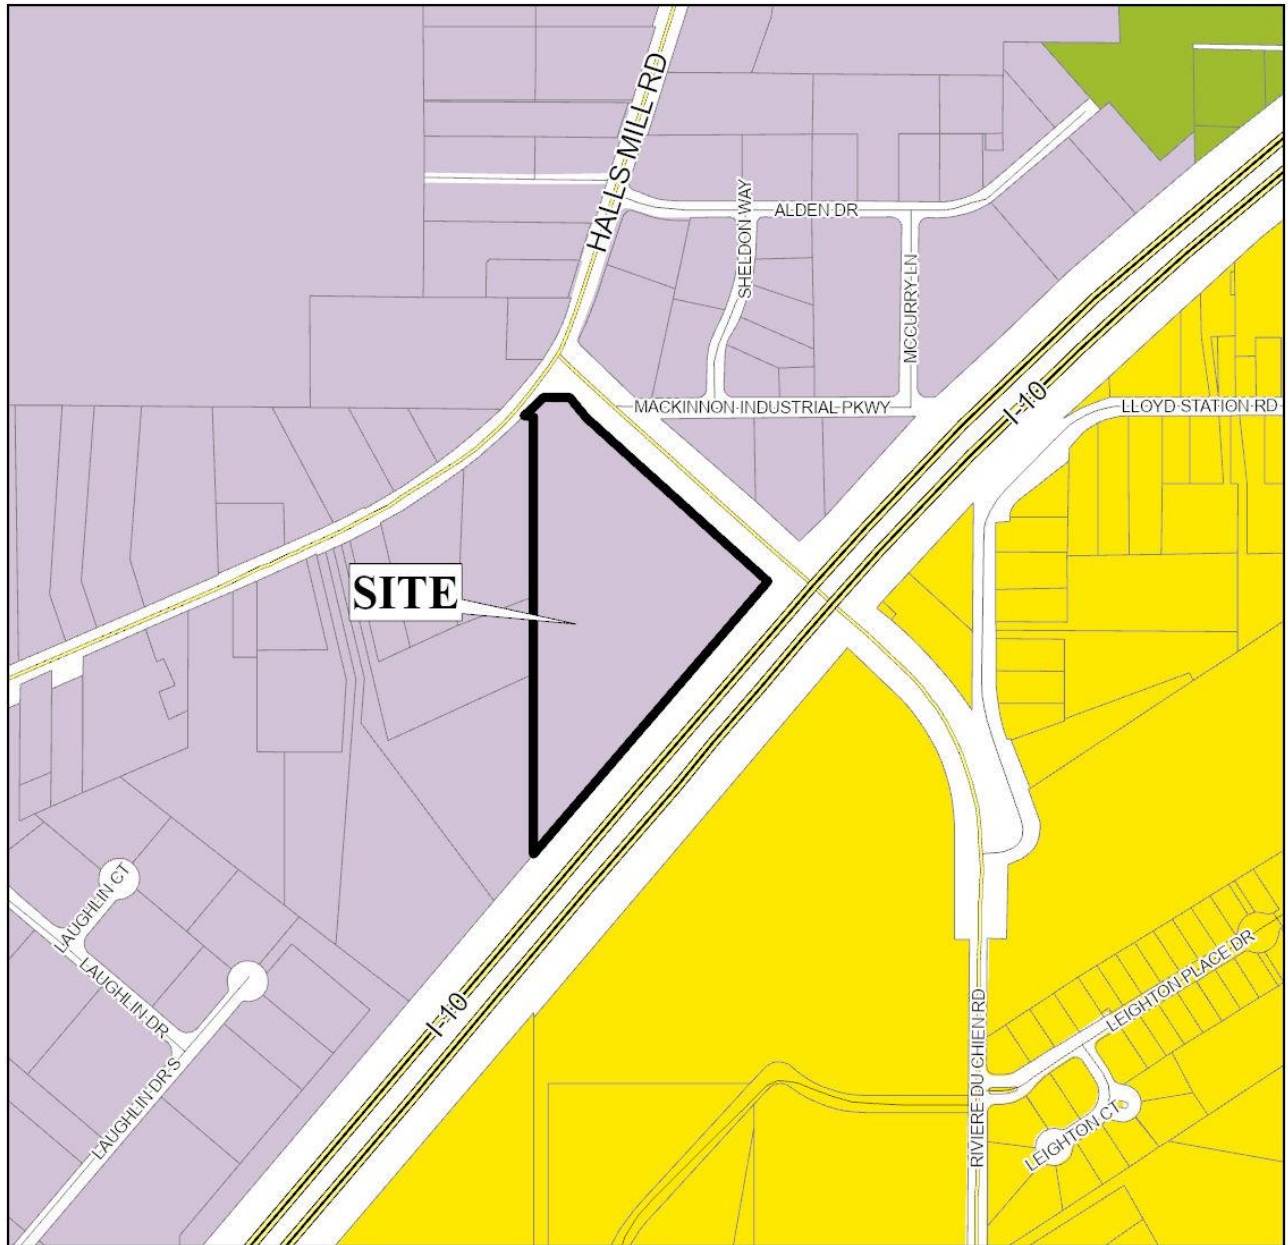 HALLS MILL RD
SHELDON WAY
ALDEN DR
MCCURRY LN
MACKINNON INDUSTRIAL PKWY
I-10
LLOYD STATION RD
SITE
LAUGHLIN CT
LAUGHLIN DR
LAUGHLIN DR S
I-10
RIVIERE DU CHIEN RD
LEIGHTON PLACE DR
LEIGHTON CT